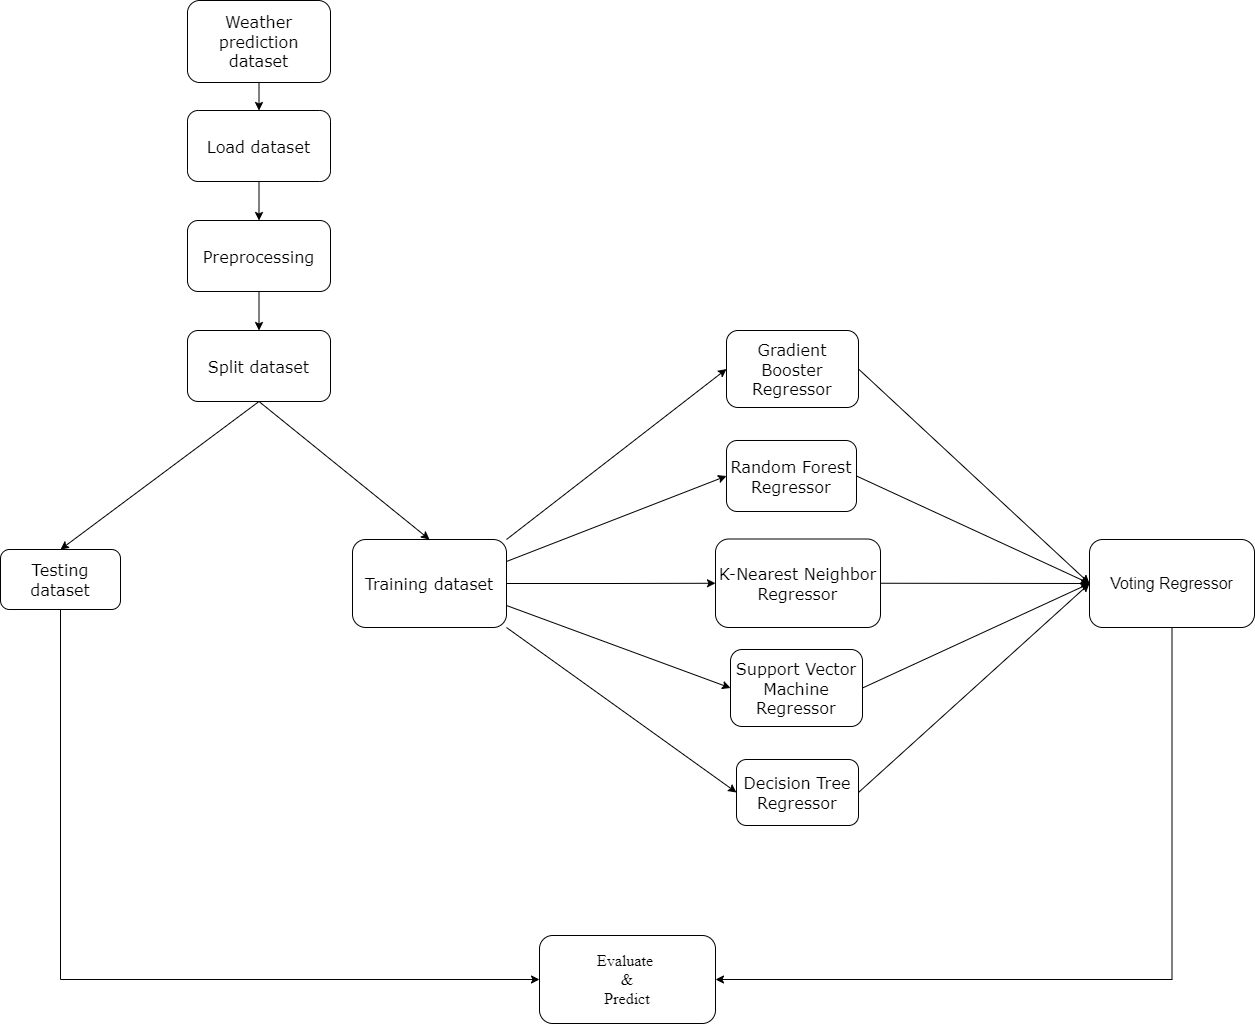 Weather
prediction
dataset
Load dataset
Preprocessing
Split dataset
Gradient
Booster
Regressor
Random Forest
Regressor
Testing
dataset
Training dataset
K-Nearest Neighbor
Regressor
Voting Regressor
Support Vector
Machine
Regressor
Decision Tree
Regressor
Evaluate
&
Predict